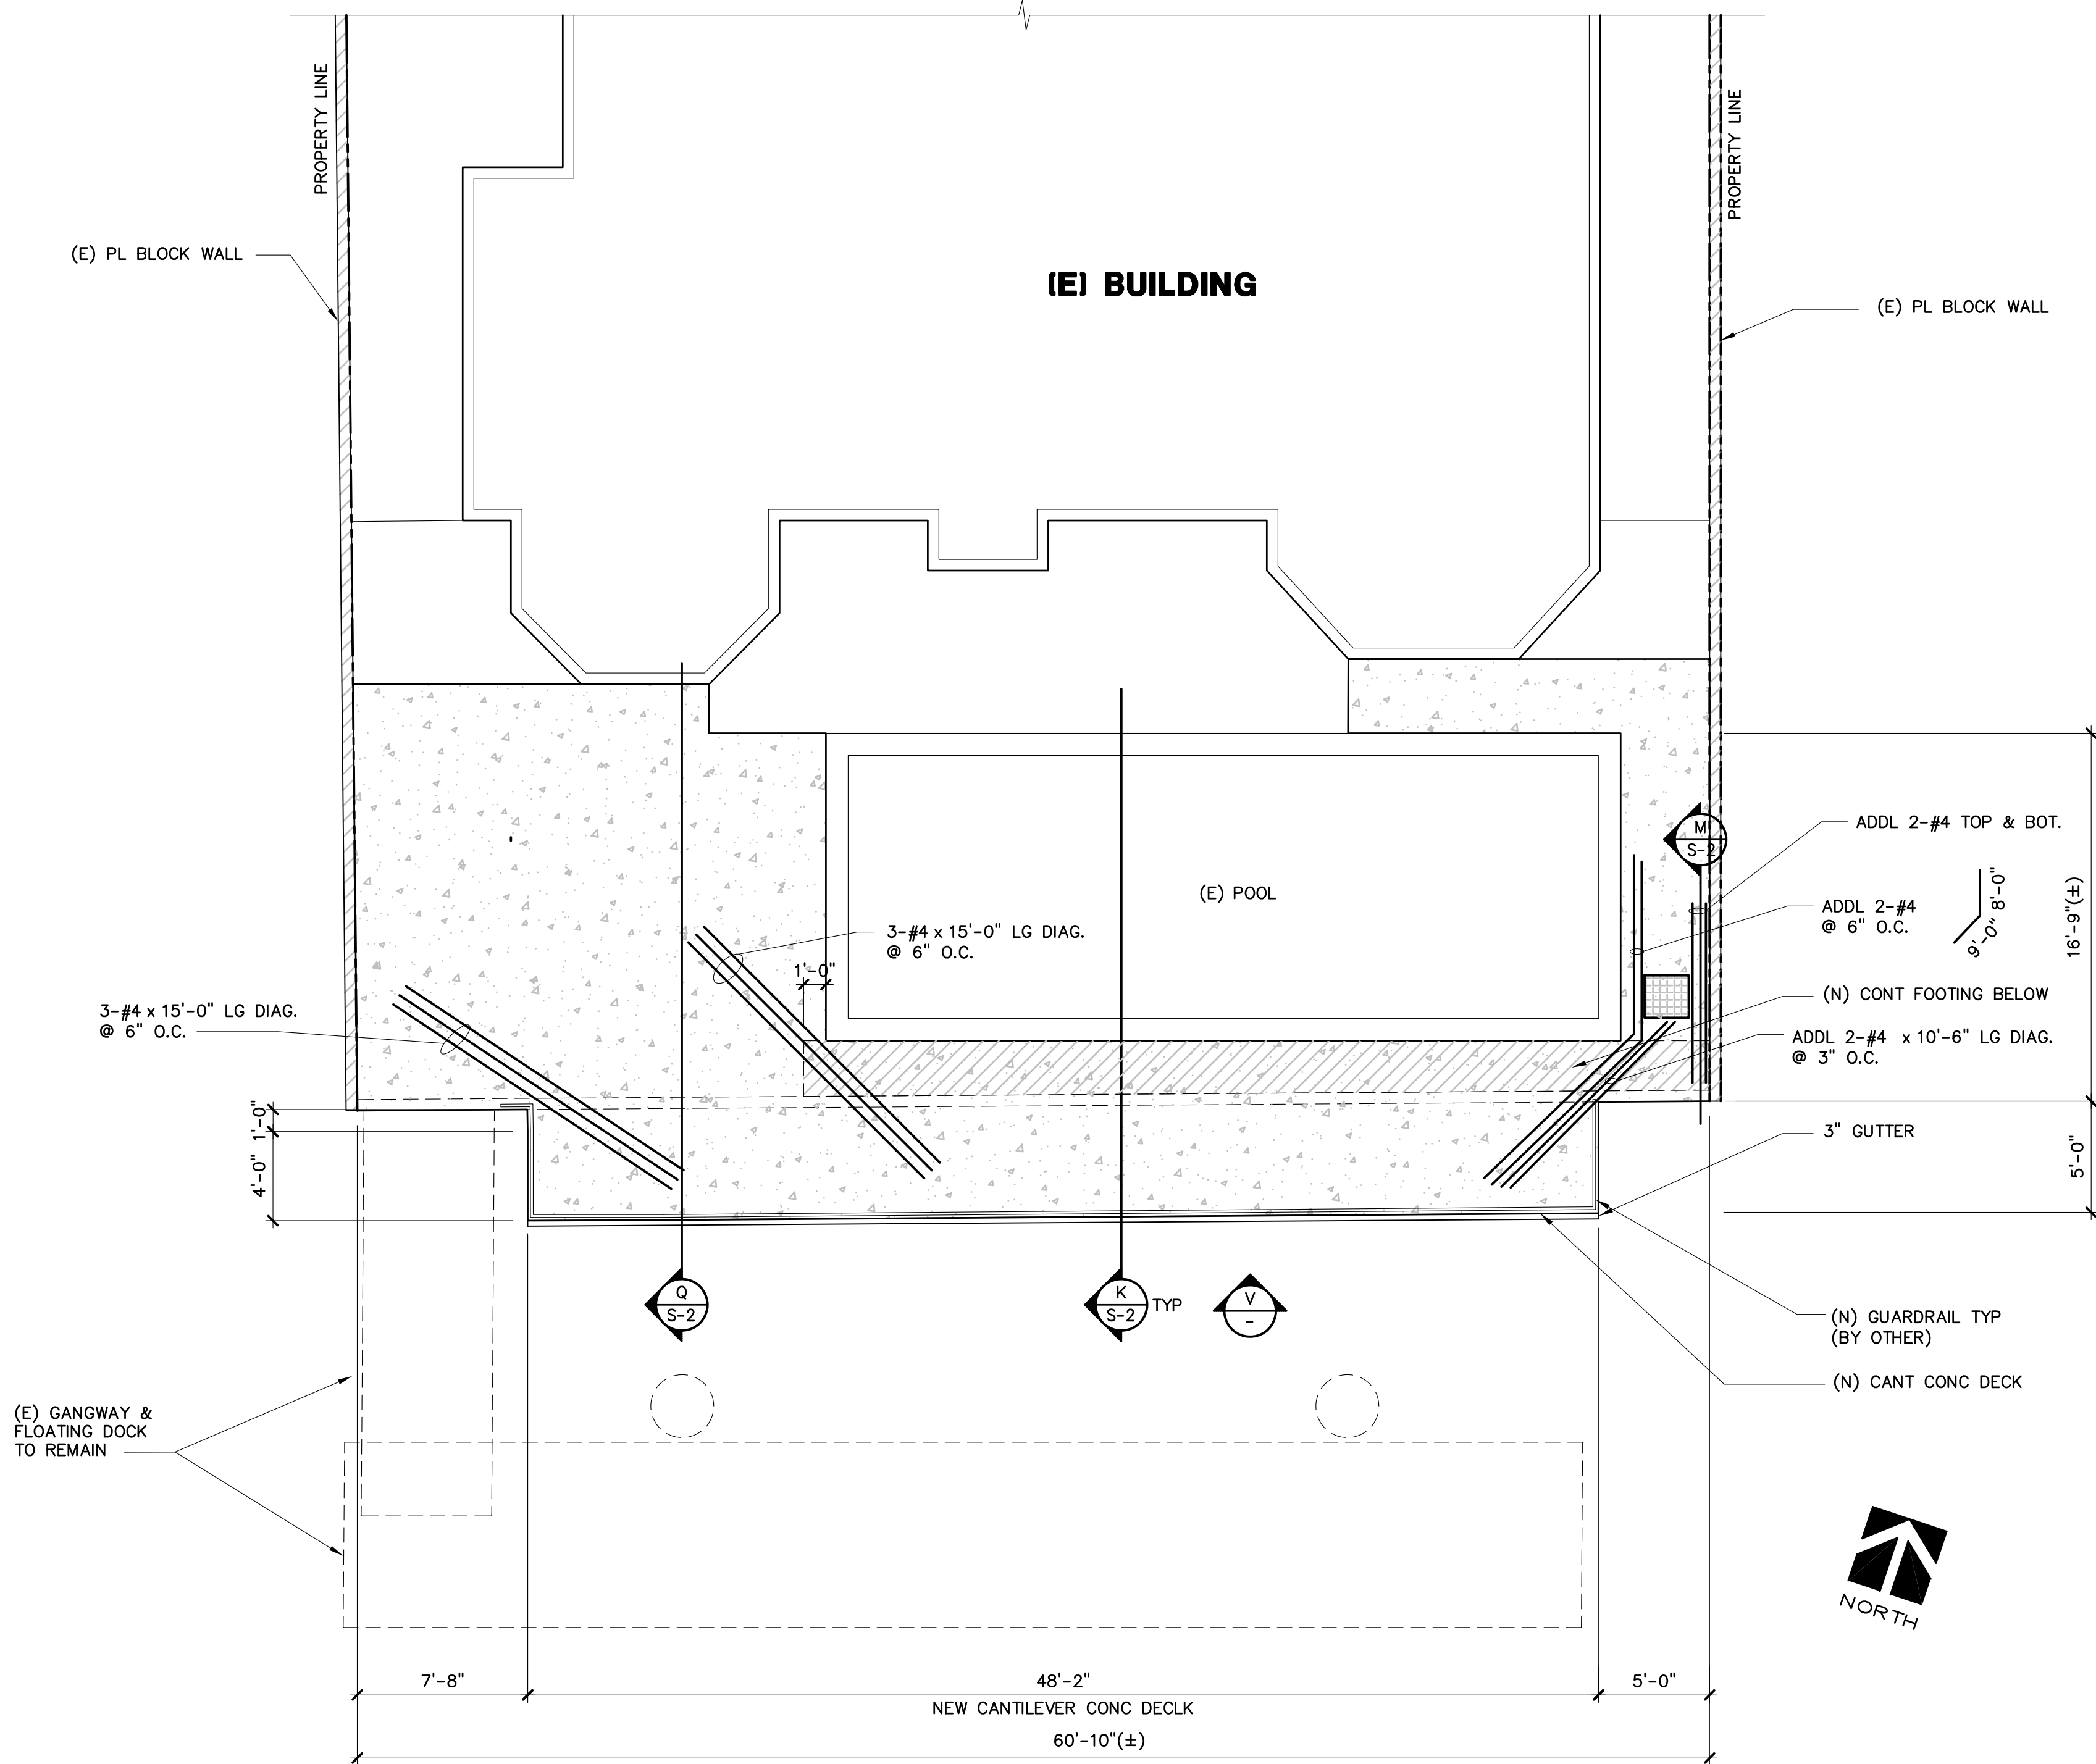 PROPERTY LINE
PROPERTY LINE
(E) PL BLOCK WALL
(E) BUILDING
(E) PL BLOCK WALL
M
S-2
ADDL 2-#4 TOP & BOT.
(E) POOL
ADDL 2-#4
@ 6" O.C.
8'-0"
9'-0"
16'-9"(±)
3-#4 x 15'-0" LG DIAG.
@ 6" O.C.
1'-0"
(N) CONT FOOTING BELOW
3-#4 x 15'-0" LG DIAG.
@ 6" O.C.
ADDL 2-#4 x 10'-6" LG DIAG.
@ 3" O.C.
1'-0"
4'-0"
3" GUTTER
5'-0"
Q
S-2
K
S-2
TYP
V
-
(N) GUARDRAIL TYP
(BY OTHER)
(N) CANT CONC DECK
(E) GANGWAY &
FLOATING DOCK
TO REMAIN
NORTH
7'-8"
48'-2"
5'-0"
NEW CANTILEVER CONC DECLK
60'-10"(±)